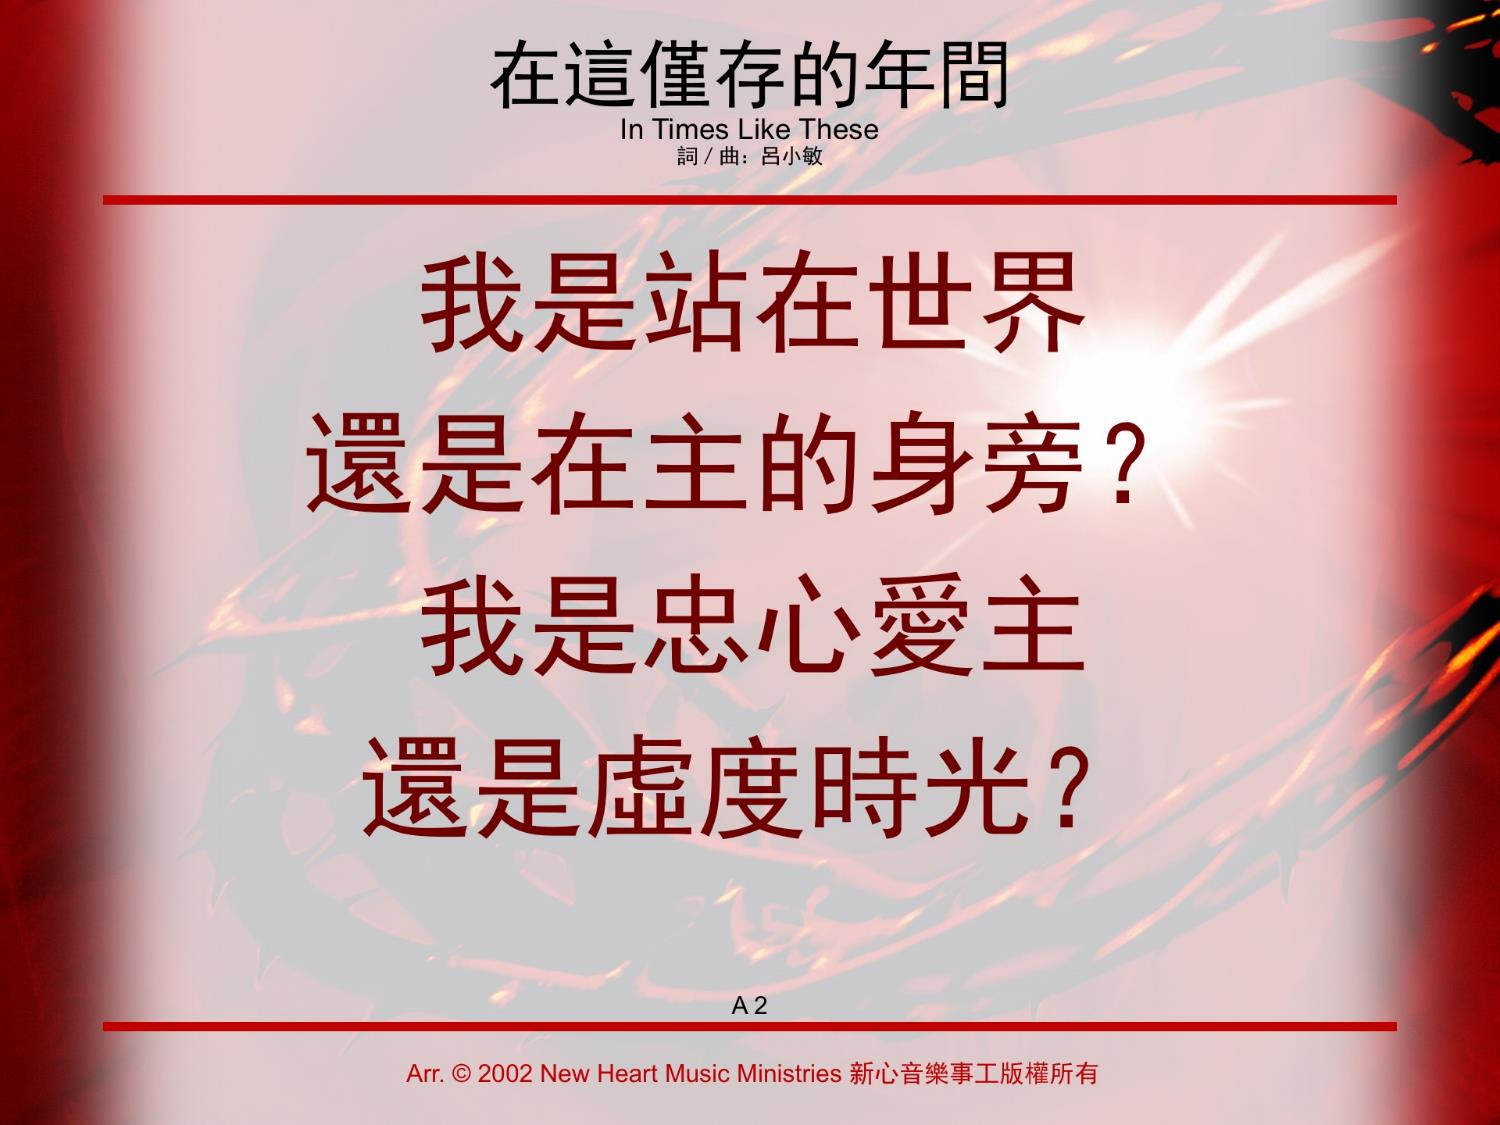 在這僅存的年間
In Times Like These
詞 / 曲：呂小敏
我是站在世界
還是在主的身旁？
我是忠心愛主
還是虛度時光？
A 2
Arr. © 2002 New Heart Music Ministries 新心音樂事工版權所有